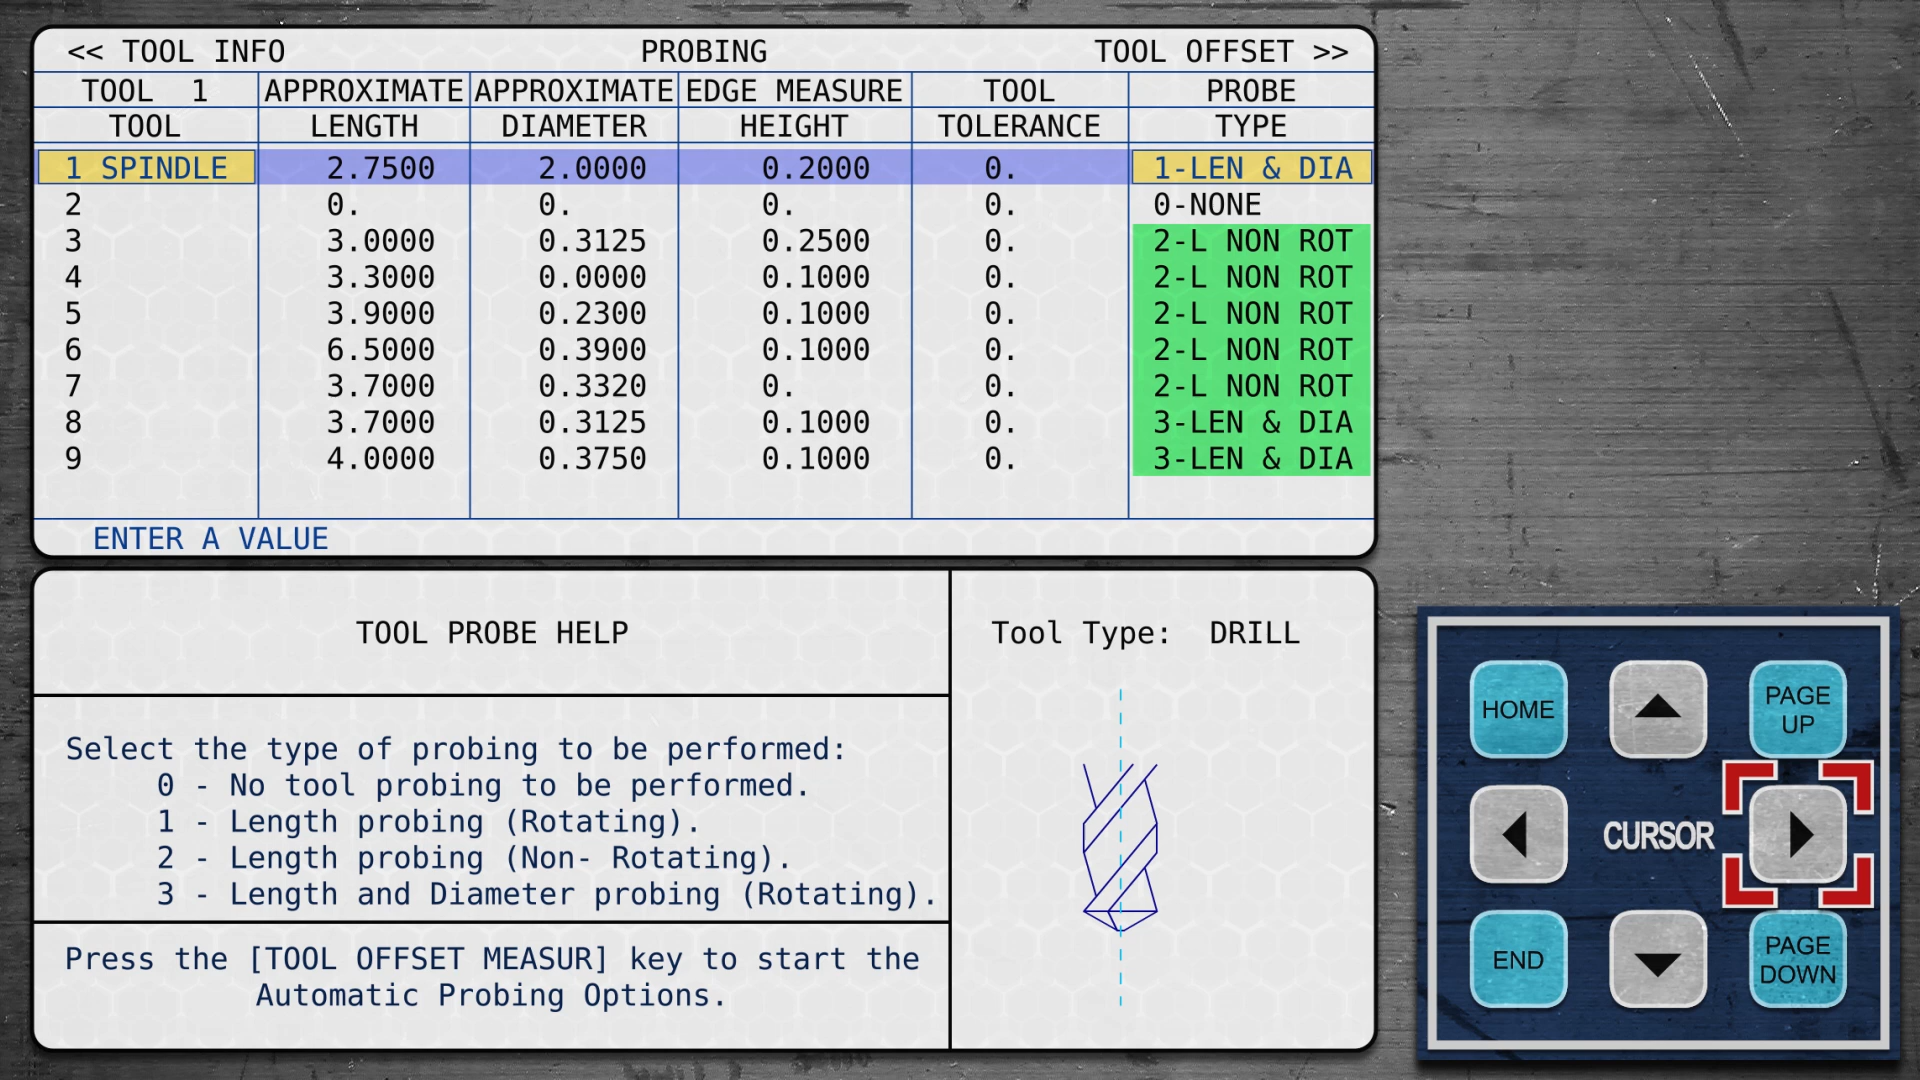 << TOOL INFO PROBING TOOL OFFSET >>
TOOL 1 APPROXIMATE APPROXIMATE EDGE MEASURE TOOL PROBE
TOOL LENGTH DIAMETER HEIGHT TOLERANCE TYPE
1 SPINDLE 2.7500 2.0000 0.2000 0. 1-LEN & DIA
2 0. 0. 0. 0. 0-NONE
3 3.0000 0.3125 0.2500 0. 2-L NON ROT
4 3.3000 0.0000 0.1000 0. 2-L NON ROT
5 3.9000 0.2300 0.1000 0. 2-L NON ROT
6 6.5000 0.3900 0.1000 0. 2-L NON ROT
7 3.7000 0.3320 0. 0. 2-L NON ROT
8 3.7000 0.3125 0.1000 0. 3-LEN & DIA
9 4.0000 0.3750 0.1000 0. 3-LEN & DIA
ENTER A VALUE
TOOL PROBE HELP
Select the type of probing to be performed:
0 - No tool probing to be performed.
1 - Length probing (Rotating).
2 - Length probing (Non- Rotating).
3 - Length and Diameter probing (Rotating).
Press the [TOOL OFFSET MEASUR] key to start the
Automatic Probing Options.
Tool Type: DRILL
HOME
PAGE
UP
CURSOR
END
PAGE
DOWN